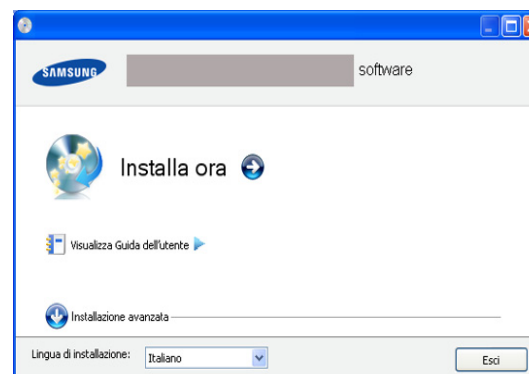 SAMSUNG
software
Installa ora
Visualizza Guida dell'utente
Installazione avanzata
Lingua di installazione: Italiano
Esci